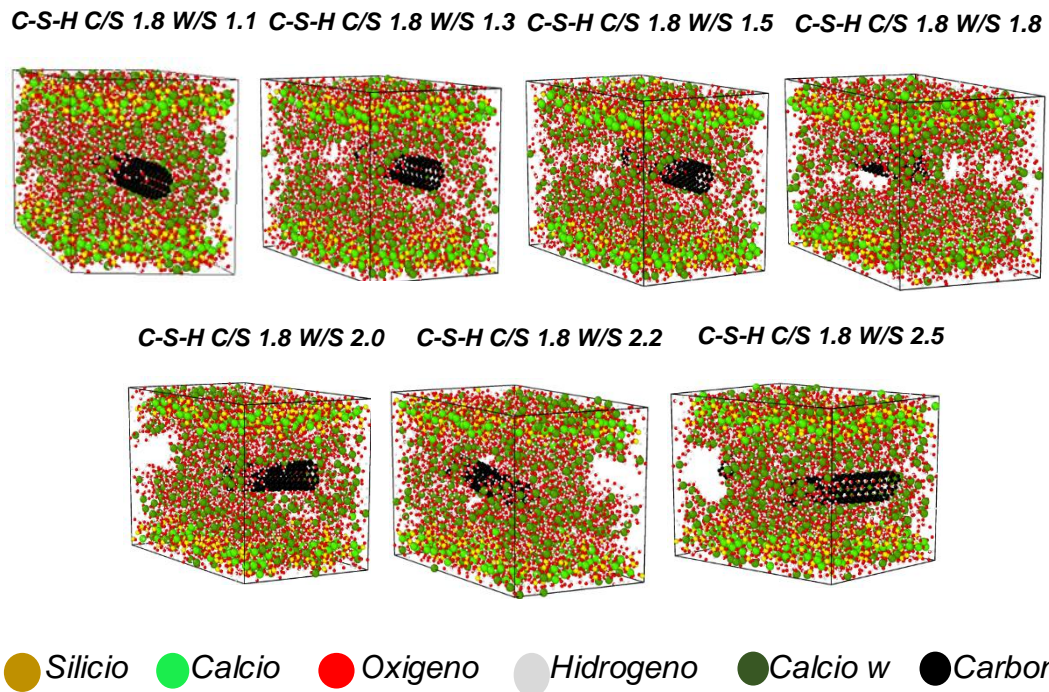 C-S-H C/S 1.8 W/S 1.1 C-S-H C/S 1.8 W/S 1.3 C-S-H C/S 1.8 W/S 1.5 C-S-H C/S 1.8 W/S 1.8
C-S-H C/S 1.8 W/S 2.0 C-S-H C/S 1.8 W/S 2.2 C-S-H C/S 1.8 W/S 2.5
Silicio Calcio Oxigeno Hidrogeno Calcio w Carbon